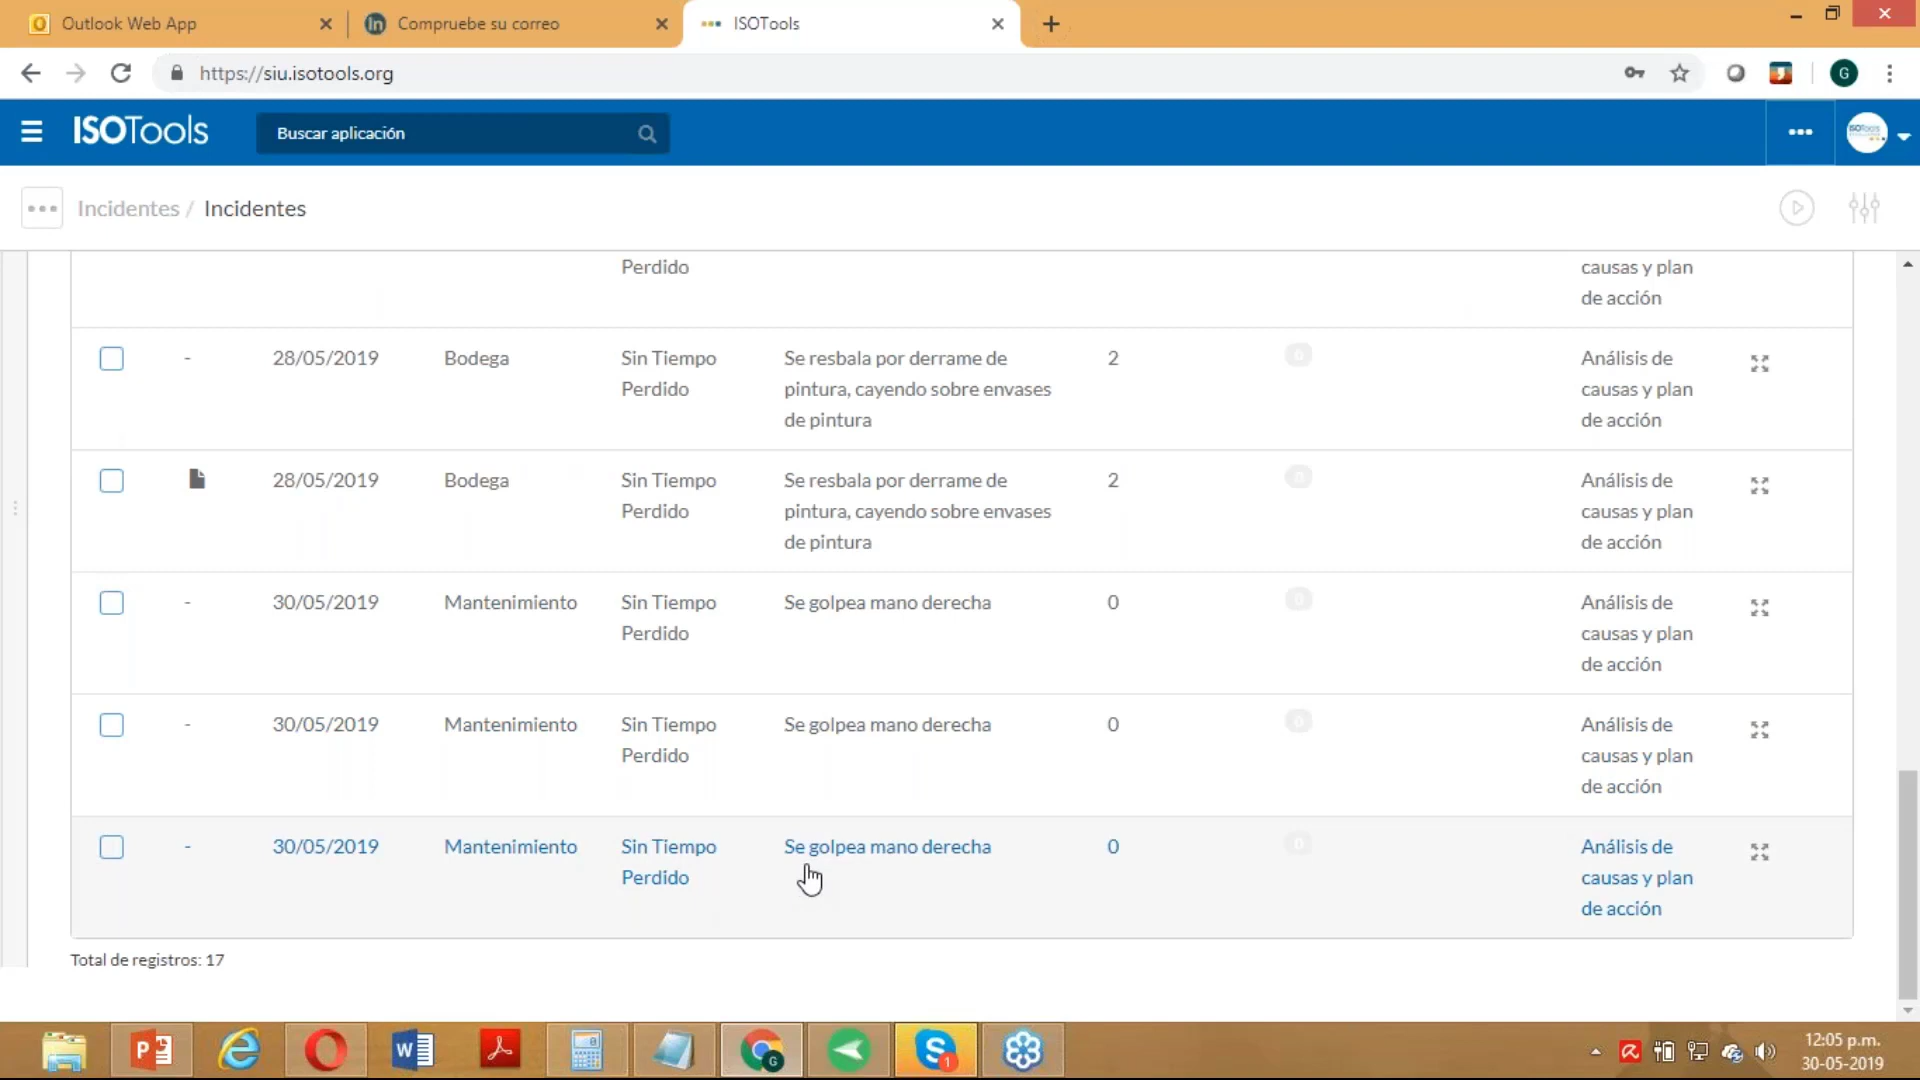 Outlook Web App
Compruebe su correo
ISOTools
https://siu.isotools.org
G
ISOTools
Buscar aplicación
Incidentes / Incidentes
Perdido
causas y plan
de acción
- 28/05/2019 Bodega Sin Tiempo Perdido Se resbala por derrame de pintura, cayendo sobre envases de pintura 2 0 Análisis de causas y plan de acción
28/05/2019 Bodega Sin Tiempo Perdido Se resbala por derrame de pintura, cayendo sobre envases de pintura 2 0 Análisis de causas y plan de acción
- 30/05/2019 Mantenimiento Sin Tiempo Perdido Se golpea mano derecha 0 0 Análisis de causas y plan de acción
- 30/05/2019 Mantenimiento Sin Tiempo Perdido Se golpea mano derecha 0 0 Análisis de causas y plan de acción
- 30/05/2019 Mantenimiento Sin Tiempo Perdido Se golpea mano derecha 0 0 Análisis de causas y plan de acción
Total de registros: 17
12:05 p.m.
30-05-2019